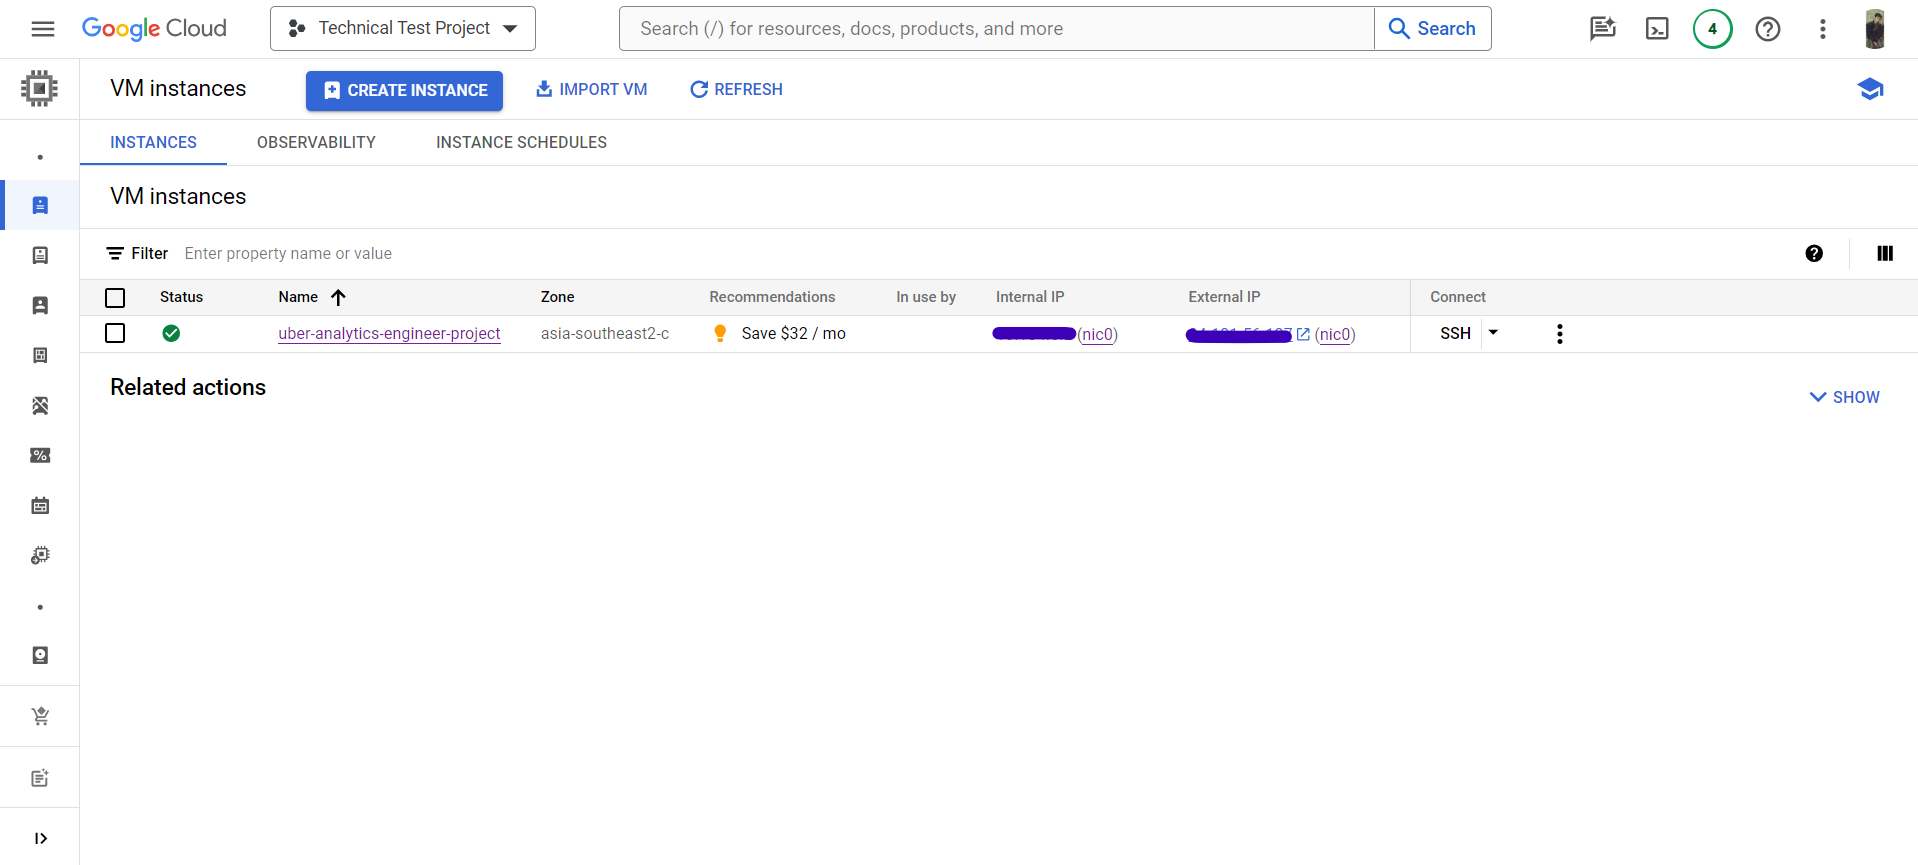 Google Cloud Technical Test Project Search (/) for resources, docs, products, and more Search 4
VM instances CREATE INSTANCE IMPORT VM REFRESH
INSTANCES OBSERVABILITY INSTANCE SCHEDULES
VM instances
Filter Enter property name or value
Status Name Zone Recommendations In use by Internal IP External IP Connect
uber-analytics-engineer-project asia-southeast2-c Save $32 / mo (nic0) (nic0) SSH
Related actions
SHOW